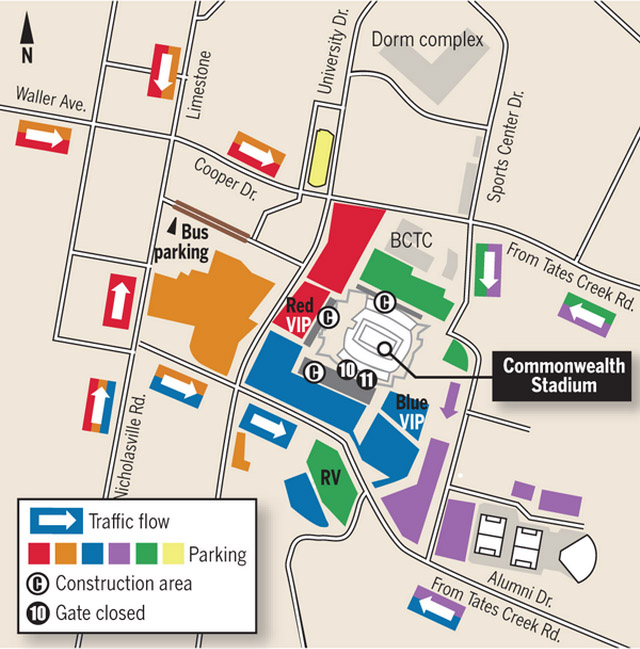 N
Waller Ave.
Limestone
University Dr.
Dorm complex
Sports Center Dr.
Cooper Dr.
Bus
parking
BCTC
From Tates Creek Rd.
Red
VIP
C
C
C
10
11
Commonwealth
Stadium
Blue
VIP
Nicholasville Rd.
RV
Traffic flow
Parking
C Construction area
10 Gate closed
Alumni Dr.
From Tates Creek Rd.